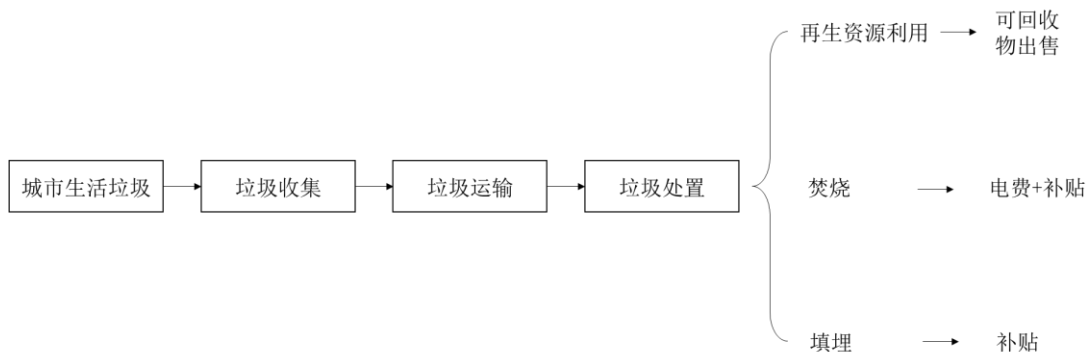 再生资源利用
可回收
物出售
城市生活垃圾
垃圾收集
垃圾运输
垃圾处置
焚烧
电费+补贴
填埋
补贴